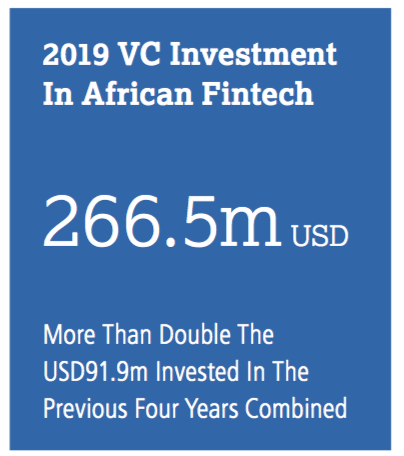 2019 VC Investment
In African Fintech
266.5m USD
More Than Double The
USD91.9m Invested In The
Previous Four Years Combined